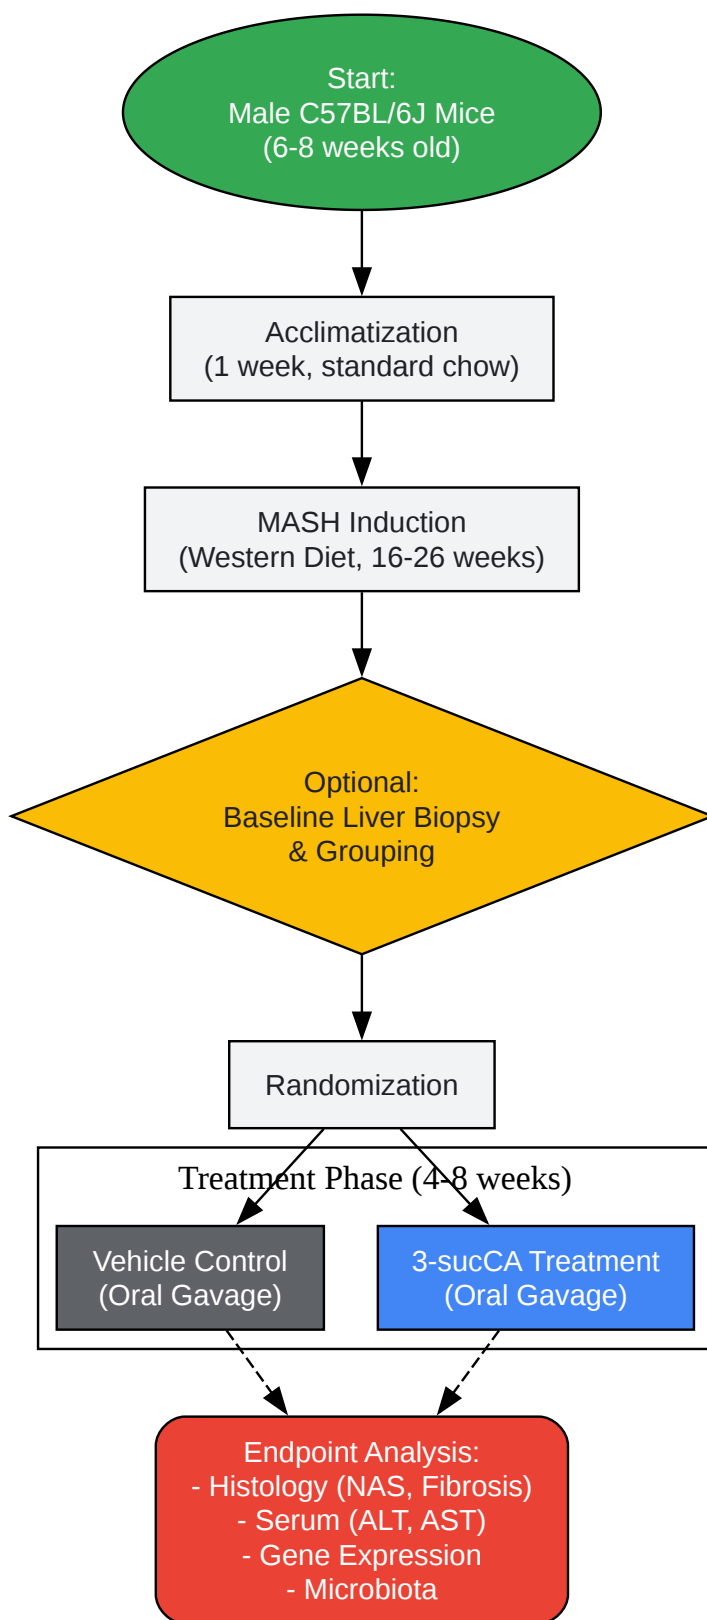 Start:
Male C57BL/6J Mice
(6-8 weeks old)
Acclimatization
(1 week, standard chow)
MASH Induction
(Western Diet, 16-26 weeks)
Optional:
Baseline Liver Biopsy
& Grouping
Randomization
Treatment Phase (4-8 weeks)
Vehicle Control
(Oral Gavage)
3-sucCA Treatment
(Oral Gavage)
Endpoint Analysis:
- Histology (NAS, Fibrosis)
- Serum (ALT, AST)
- Gene Expression
- Microbiota